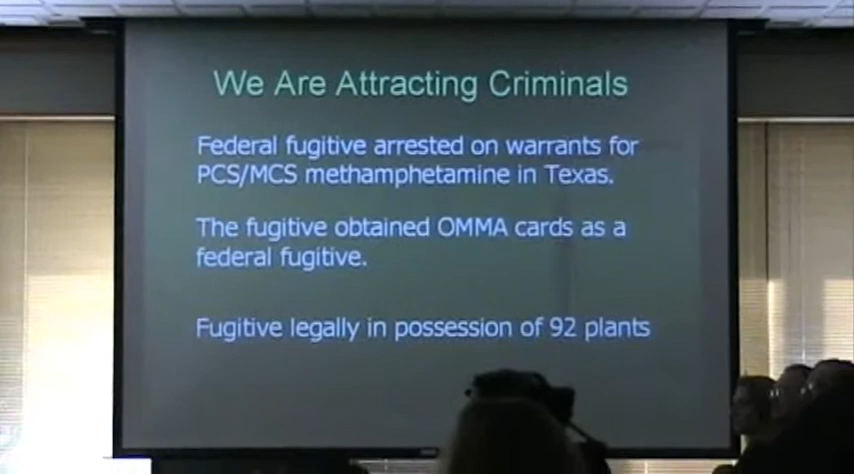 We Are Attracting Criminals
Federal fugitive arrested on warrants for
PCS/MCS methamphetamine in Texas.
The fugitive obtained OMMA cards as a
federal fugitive.
Fugitive legally in possession of 92 plants